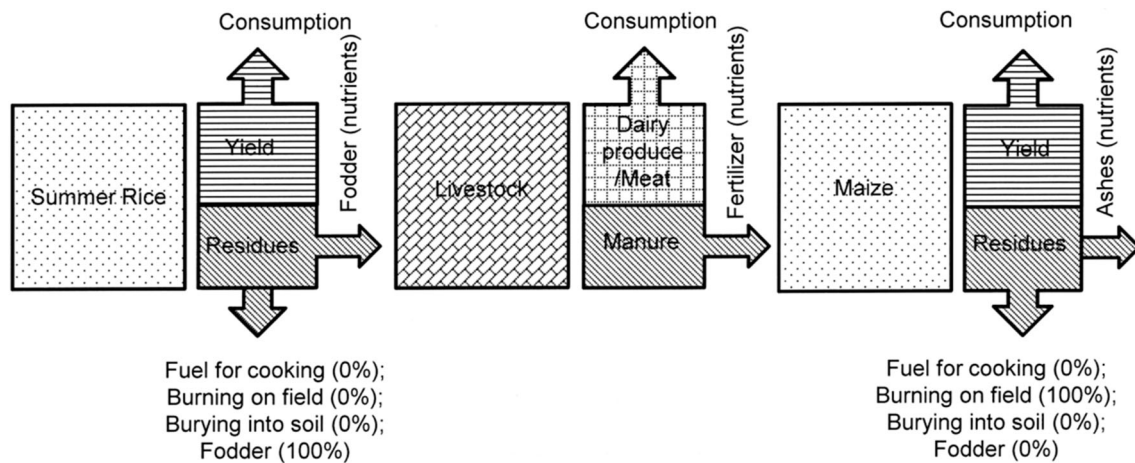 Consumption
Fodder (nutrients)
Summer Rice
Yield
Residues
Fuel for cooking (0%);
Burning on field (0%);
Burying into soil (0%);
Fodder (100%)
Consumption
Fertilizer (nutrients)
Livestock
Dairy
produce
/Meat
Manure
Consumption
Ashes (nutrients)
Maize
Yield
Residues
Fuel for cooking (0%);
Burning on field (100%);
Burying into soil (0%);
Fodder (0%)